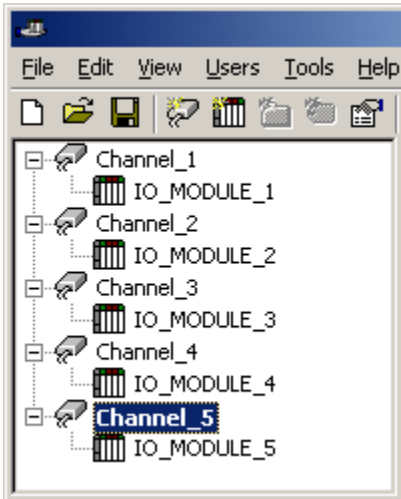 File Edit View Users Tools Help
Channel_1
IO_MODULE_1
Channel_2
IO_MODULE_2
Channel_3
IO_MODULE_3
Channel_4
IO_MODULE_4
Channel_5
IO_MODULE_5